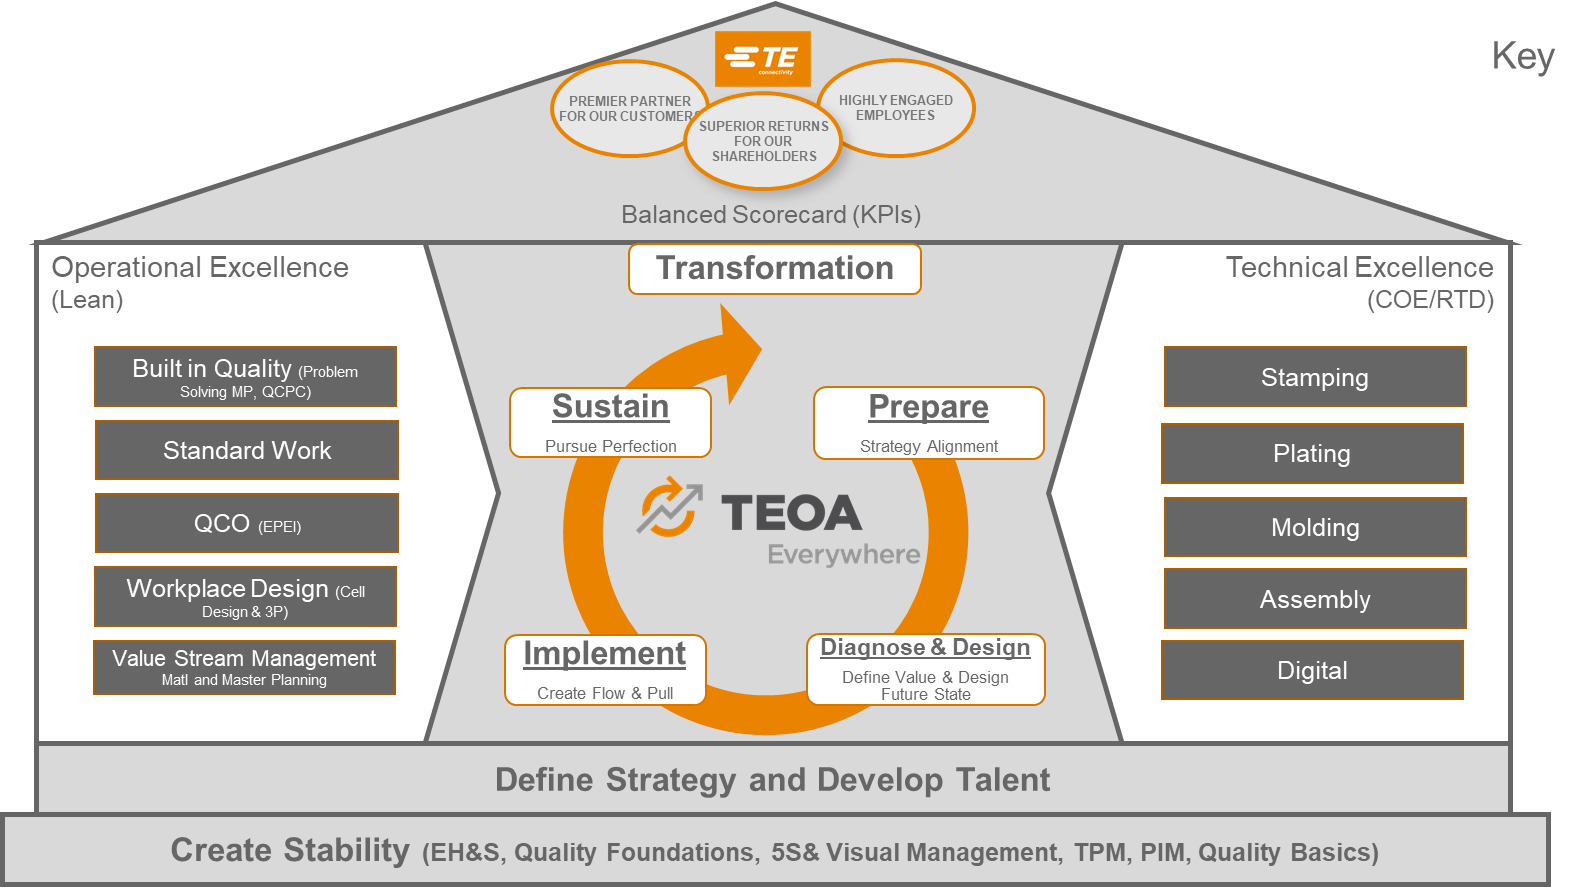 Key
TE
connectivity
PREMIER PARTNER
FOR OUR CUSTOMERS
SUPERIOR RETURNS
FOR OUR
SHAREHOLDERS
HIGHLY ENGAGED
EMPLOYEES
Balanced Scorecard (KPIs)
Operational Excellence
(Lean)
Built in Quality (Problem
Solving MP, QCPC)
Standard Work
QCO (EPEI)
Workplace Design (Cell
Design & 3P)
Value Stream Management
Matl and Master Planning
Transformation
Sustain
Pursue Perfection
Prepare
Strategy Alignment
TEOA
Everywhere
Implement
Create Flow & Pull
Diagnose & Design
Define Value & Design
Future State
Technical Excellence
(COE/RTD)
Stamping
Plating
Molding
Assembly
Digital
Define Strategy and Develop Talent
Create Stability (EH&S, Quality Foundations, 5S& Visual Management, TPM, PIM, Quality Basics)